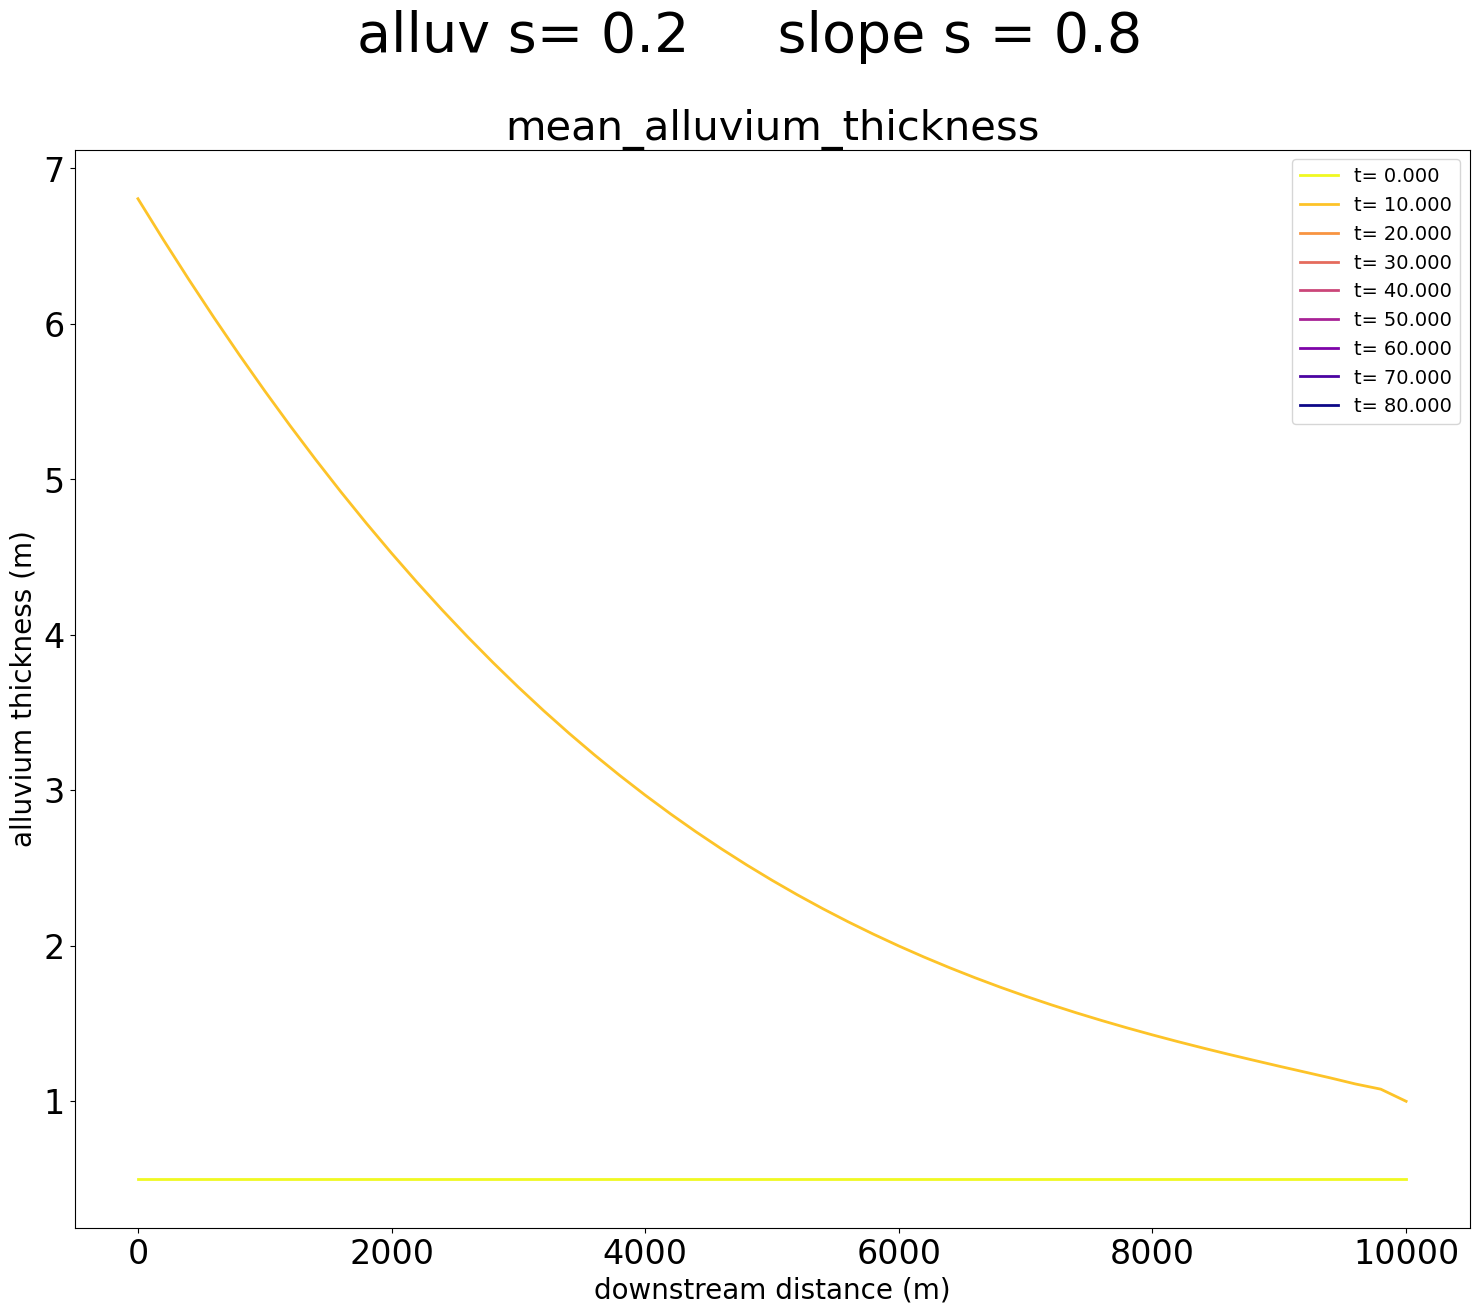 alluv s= 0.2 slope s = 0.8
mean_alluvium_thickness
7
6
5
4
3
2
1
alluvium thickness (m)
t= 0.000
t= 10.000
t= 20.000
t= 30.000
t= 40.000
t= 50.000
t= 60.000
t= 70.000
t= 80.000
0 2000 4000 6000 8000 10000
downstream distance (m)